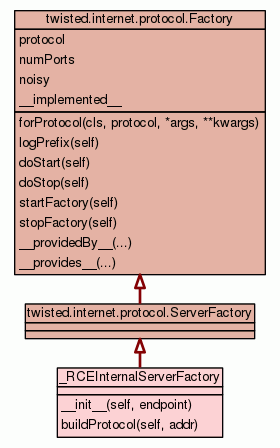 twisted.internet.protocol.Factory
protocol
numPorts
noisy
__implemented__
forProtocol(cls, protocol, *args, **kwargs)
logPrefix(self)
doStart(self)
doStop(self)
startFactory(self)
stopFactory(self)
__providedBy__(...)
__provides__(...)
twisted.internet.protocol.ServerFactory
_RCEInternalServerFactory
__init__(self, endpoint)
buildProtocol(self, addr)